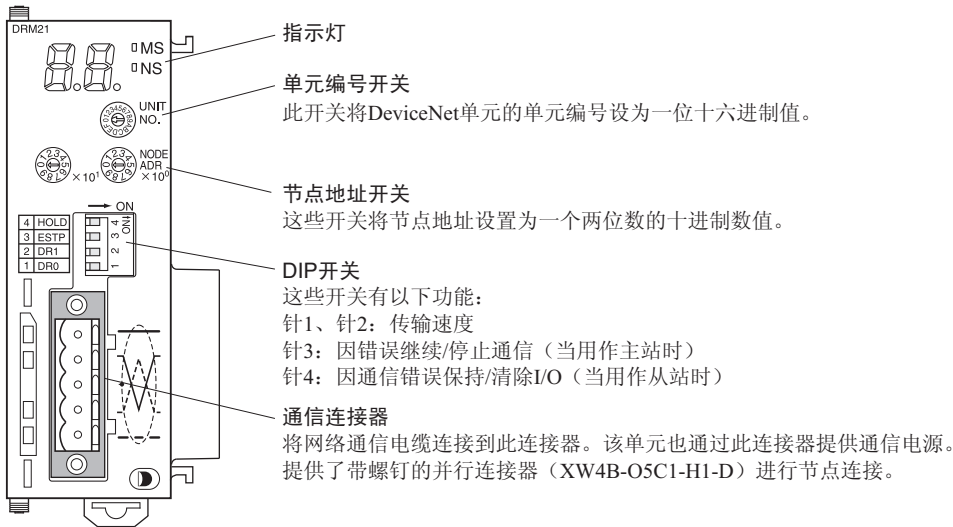 DRM21
MS
NS
UNIT
NO.
NODE
ADR
×10¹
×10⁰
ON
4 HOLD
3 ESTP
2 DR1
1 DR0
ON
4
3
2
1
指示灯
单元编号开关
此开关将DeviceNet单元的单元编号设为一位十六进制值。
节点地址开关
这些开关将节点地址设置为一个两位数的十进制数值。
DIP开关
这些开关有以下功能：
针1、针2：传输速度
针3：因错误继续/停止通信（当用作主站时）
针4：因通信错误保持/清除I/O（当用作从站时）
通信连接器
将网络通信电缆连接到此连接器。该单元也通过此连接器提供通信电源。
提供了带螺钉的并行连接器（XW4B-O5C1-H1-D）进行节点连接。